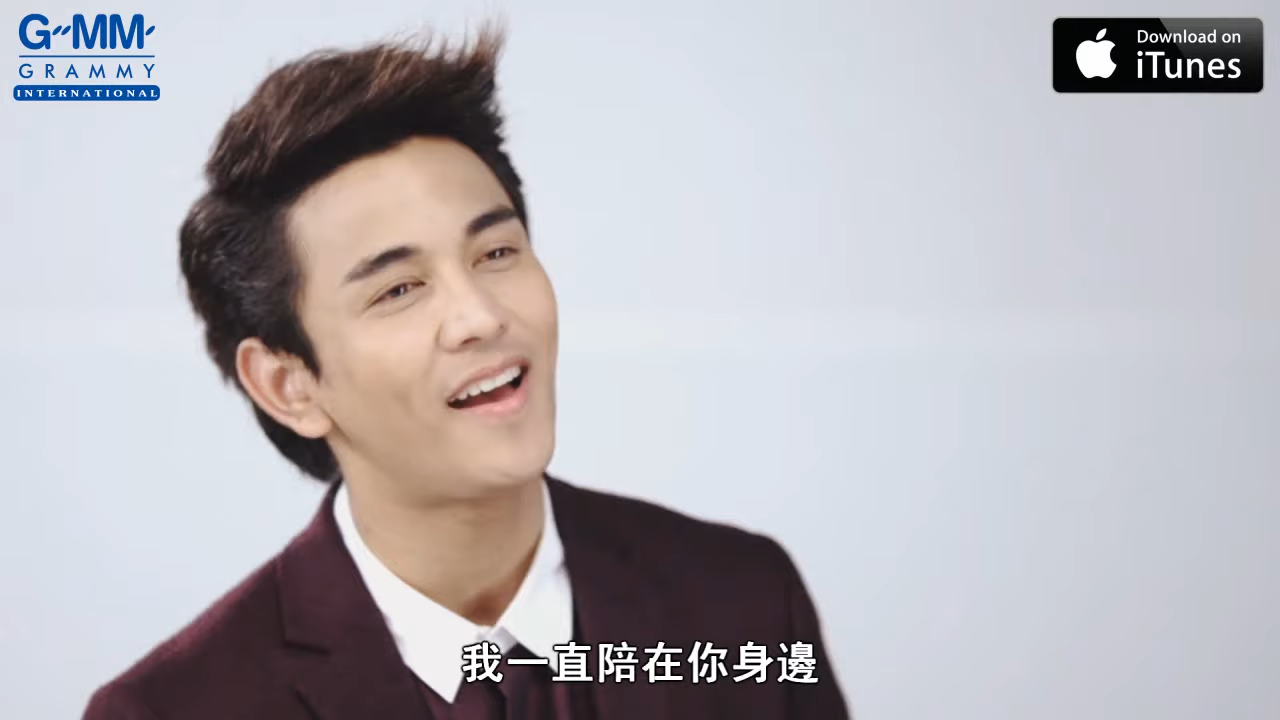 G-MM-
GRAMMY
INTERNATIONAL
Download on
iTunes
我一直陪在你身邊